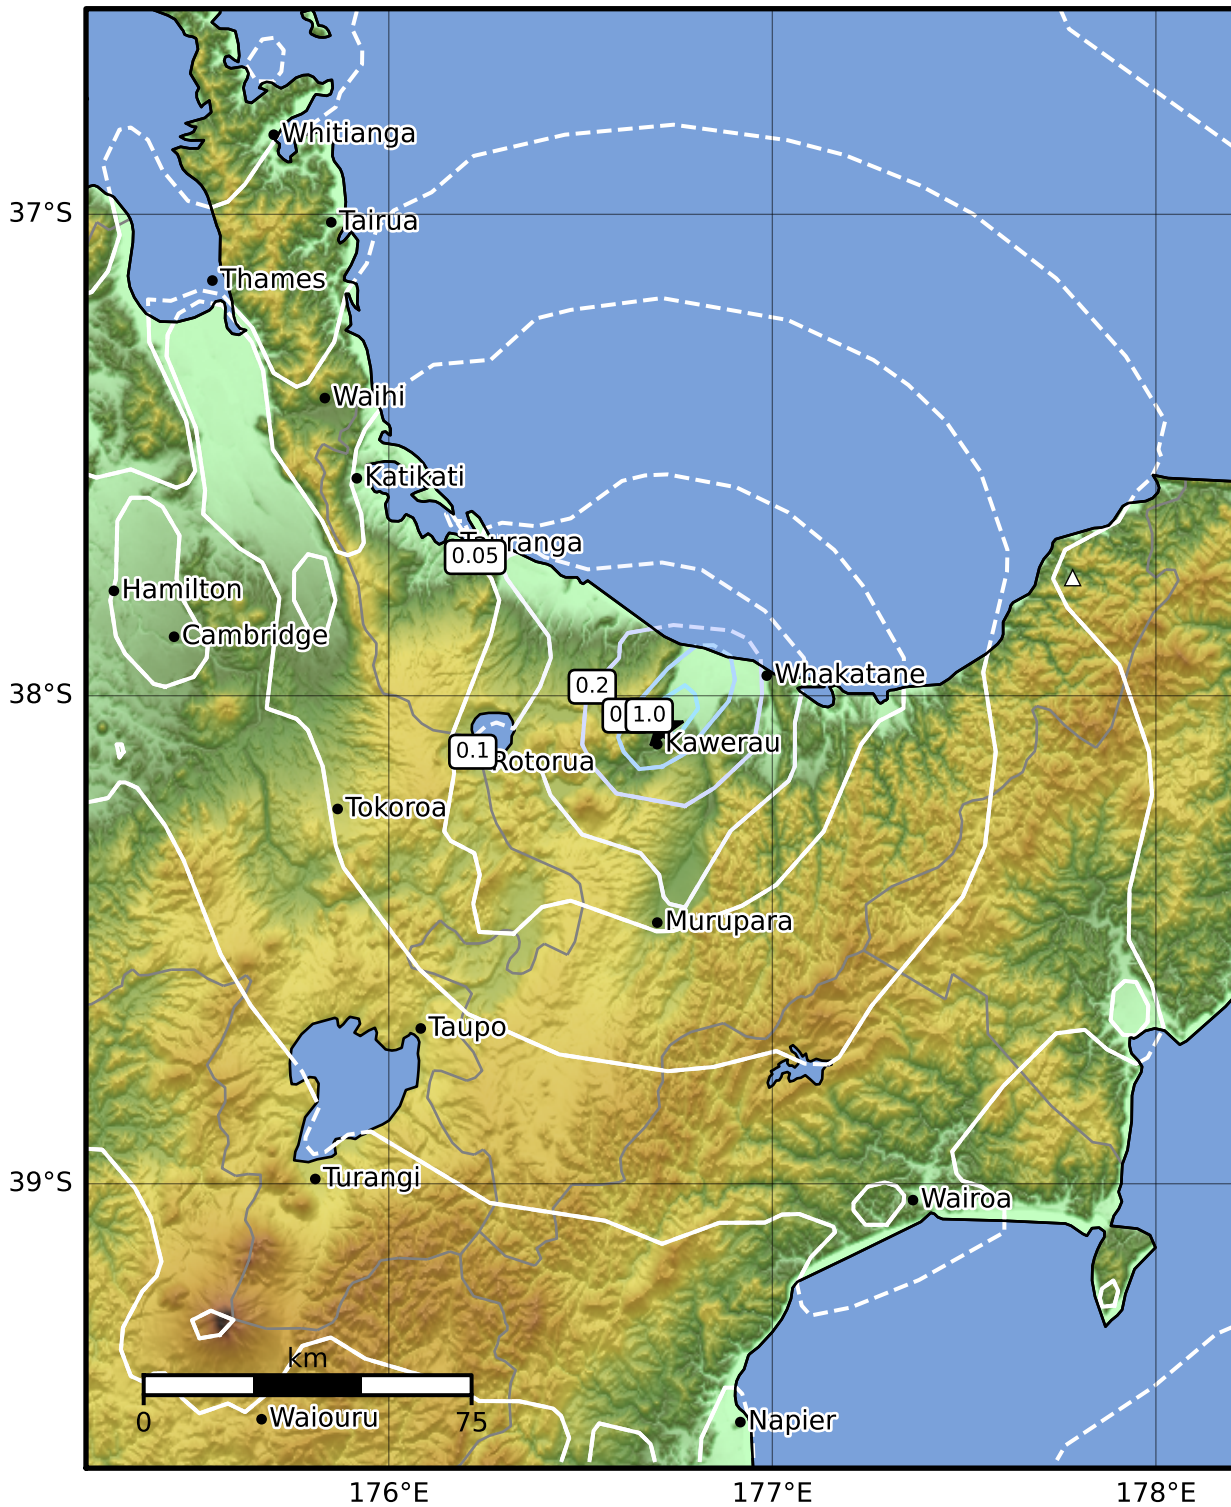 Whitianga
37°S
Tairua
Thames
Waihi
Katikati
Tauranga
0.05
Hamilton
Cambridge
Whakatane
0.2
38°S
0
1.0
Kawerau
0.1
Rotorua
Tokoroa
Murupara
Taupo
Turangi
39°S
Wairoa
km
0
75
Waiouru
Napier
176°E
177°E
178°E